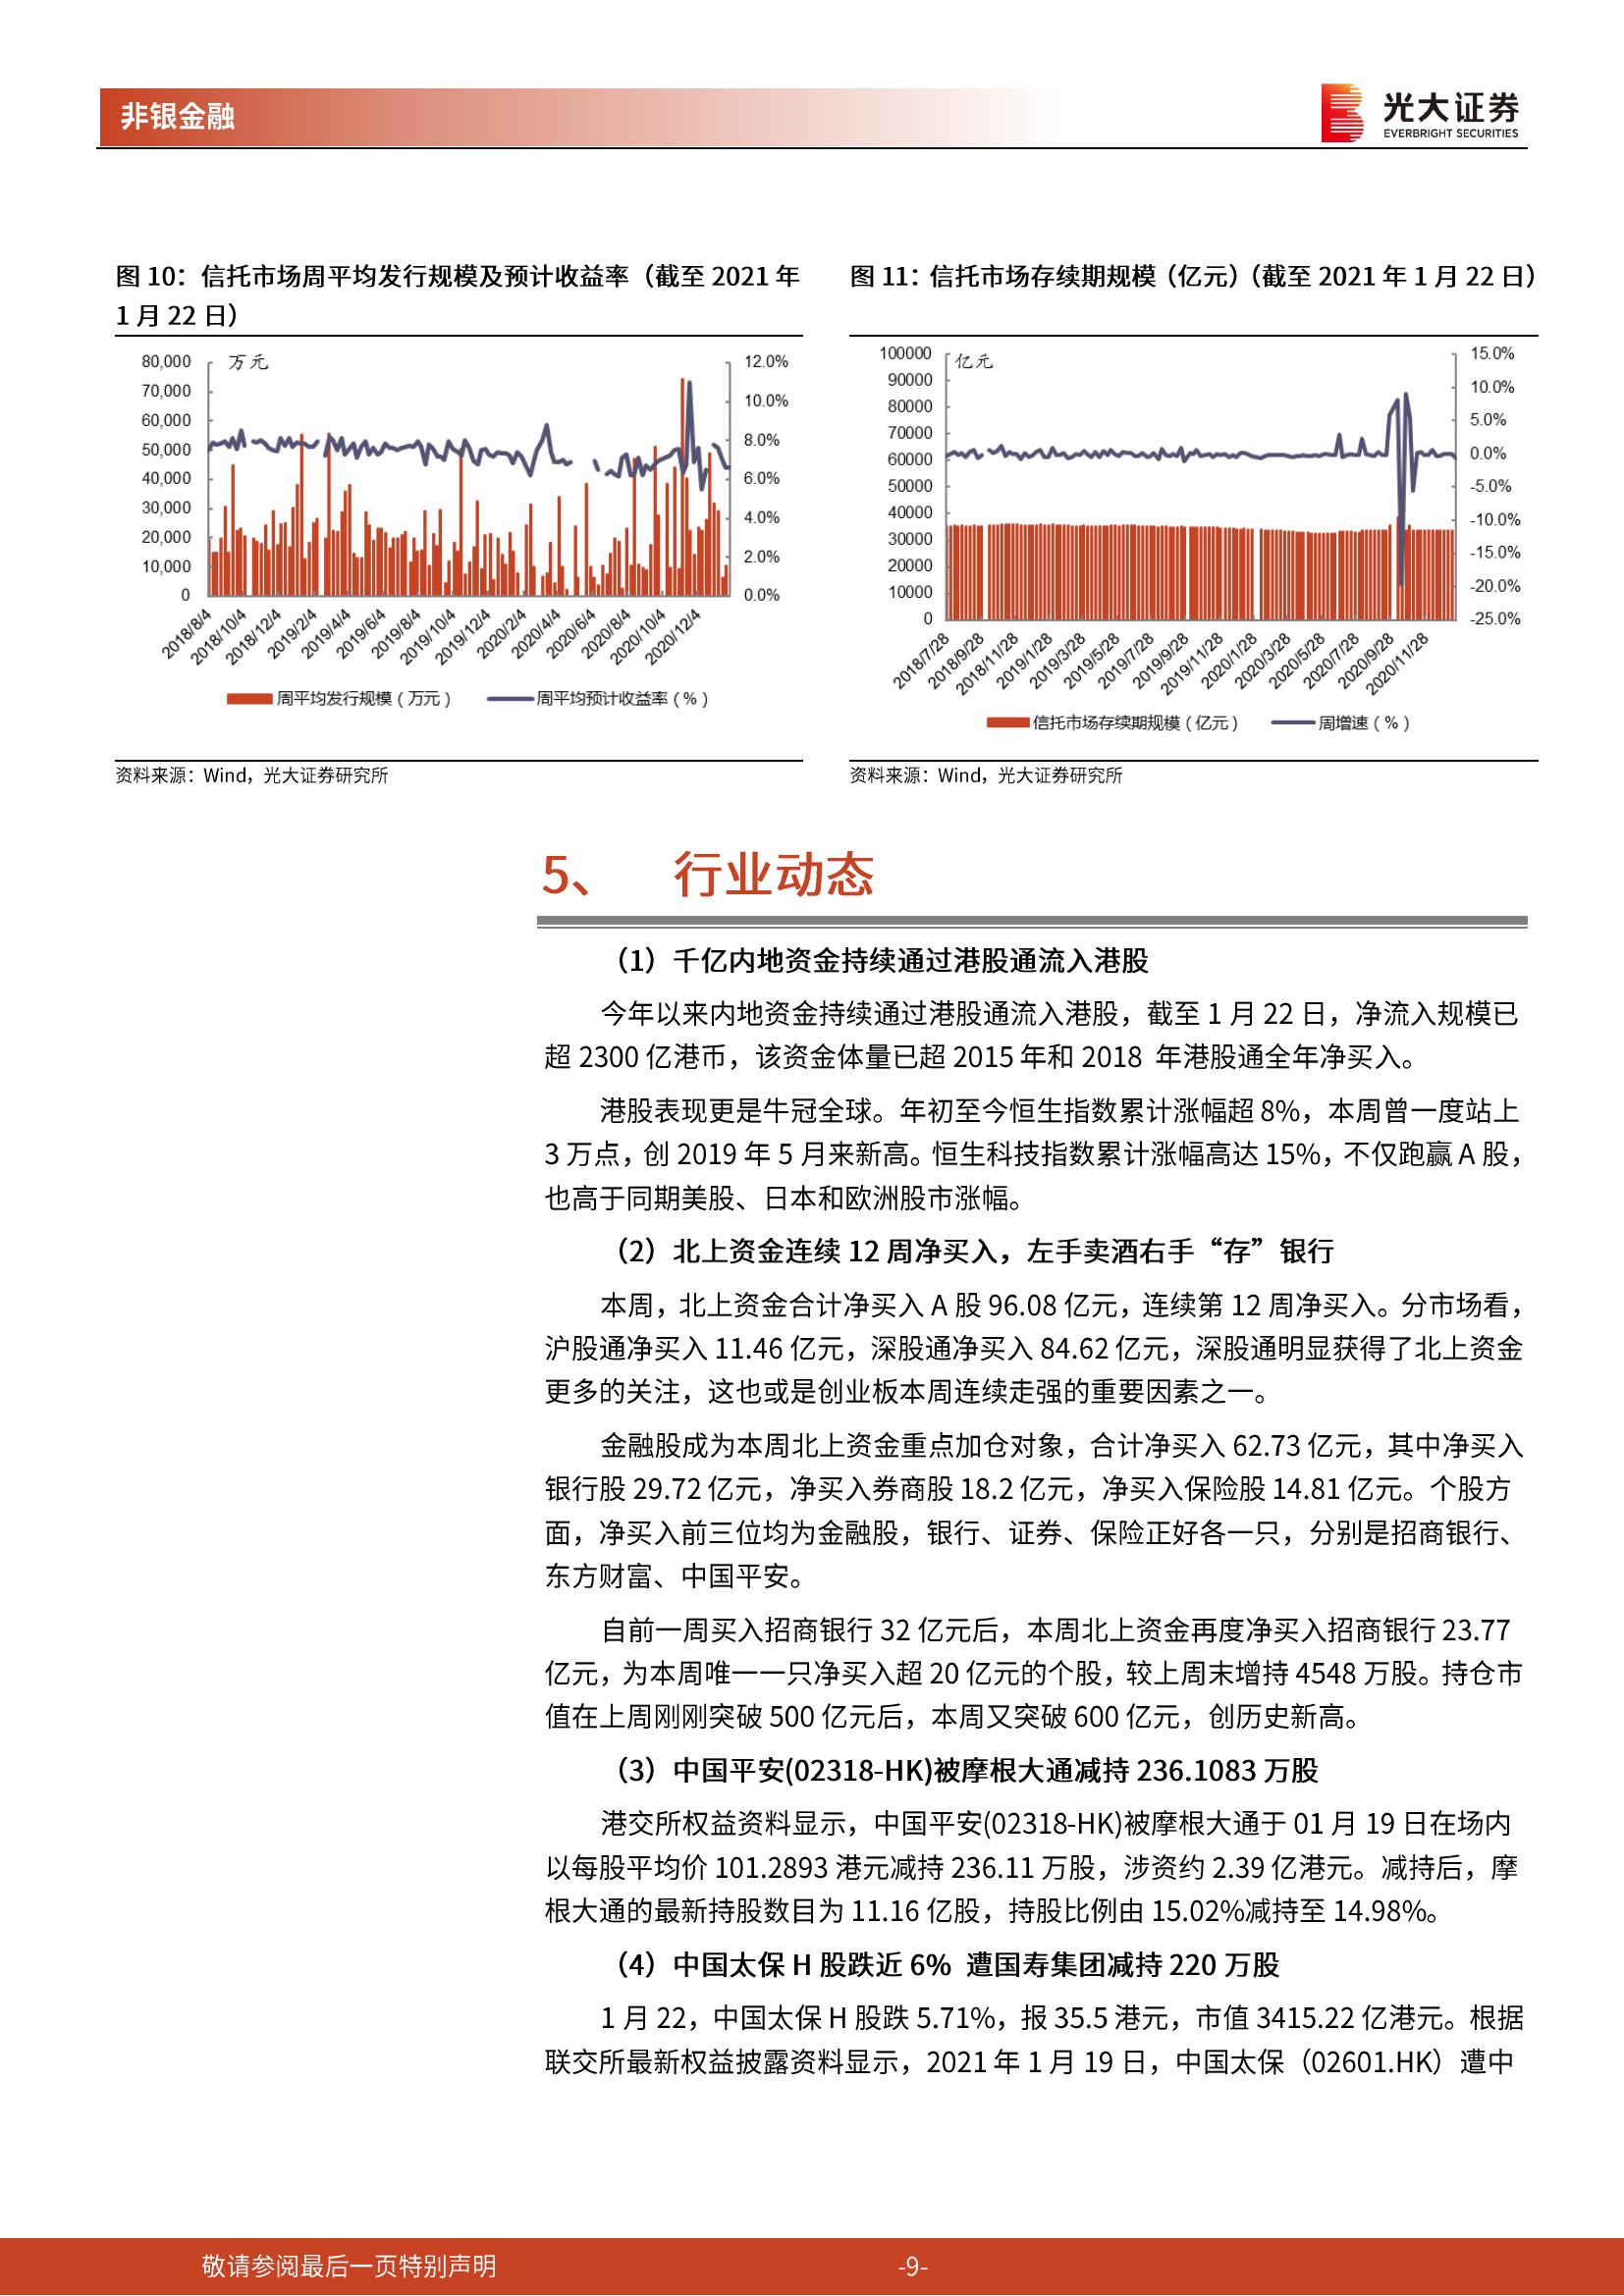 非银金融
光大证券
EVERBRIGHT SECURITIES
图 10：信托市场周平均发行规模及预计收益率（截至 2021 年
1 月 22 日）
80,000
70,000
60,000
50,000
40,000
30,000
20,000
10,000
0
万元
12.0%
10.0%
8.0%
6.0%
4.0%
2.0%
0.0%
2018/8/4
2018/10/4
2018/12/4
2019/2/4
2019/4/4
2019/6/4
2019/8/4
2019/10/4
2019/12/4
2020/2/4
2020/4/4
2020/6/4
2020/8/4
2020/10/4
2020/12/4
周平均发行规模（万元） 周平均预计收益率（%）
资料来源：Wind，光大证券研究所
图 11：信托市场存续期规模（亿元）（截至 2021 年 1 月 22 日）
100000
90000
80000
70000
60000
50000
40000
30000
20000
10000
0
亿元
15.0%
10.0%
5.0%
0.0%
-5.0%
-10.0%
-15.0%
-20.0%
-25.0%
2018/7/28
2018/9/28
2018/11/28
2019/1/28
2019/3/28
2019/5/28
2019/7/28
2019/9/28
2019/11/28
2020/1/28
2020/3/28
2020/5/28
2020/7/28
2020/9/28
2020/11/28
信托市场存续期规模（亿元） 周增速（%）
资料来源：Wind，光大证券研究所
5、 行业动态
（1）千亿内地资金持续通过港股通流入港股
今年以来内地资金持续通过港股通流入港股，截至 1 月 22 日，净流入规模已
超 2300 亿港币，该资金体量已超 2015 年和 2018 年港股通全年净买入。
港股表现更是牛冠全球。年初至今恒生指数累计涨幅超 8%，本周曾一度站上
3 万点，创 2019 年 5 月来新高。恒生科技指数累计涨幅高达 15%，不仅跑赢 A 股，
也高于同期美股、日本和欧洲股市涨幅。
（2）北上资金连续 12 周净买入，左手卖酒右手“存”银行
本周，北上资金合计净买入 A 股 96.08 亿元，连续第 12 周净买入。分市场看，
沪股通净买入 11.46 亿元，深股通净买入 84.62 亿元，深股通明显获得了北上资金
更多的关注，这也或是创业板本周连续走强的重要因素之一。
金融股成为本周北上资金重点加仓对象，合计净买入 62.73 亿元，其中净买入
银行股 29.72 亿元，净买入券商股 18.2 亿元，净买入保险股 14.81 亿元。个股方
面，净买入前三位均为金融股，银行、证券、保险正好各一只，分别是招商银行、
东方财富、中国平安。
自前一周买入招商银行 32 亿元后，本周北上资金再度净买入招商银行 23.77
亿元，为本周唯一一只净买入超 20 亿元的个股，较上周末增持 4548 万股。持仓市
值在上周刚刚突破 500 亿元后，本周又突破 600 亿元，创历史新高。
（3）中国平安(02318-HK)被摩根大通减持 236.1083 万股
港交所权益资料显示，中国平安(02318-HK)被摩根大通于 01 月 19 日在场内
以每股平均价 101.2893 港元减持 236.11 万股，涉资约 2.39 亿港元。减持后，摩
根大通的最新持股数目为 11.16 亿股，持股比例由 15.02%减持至 14.98%。
（4）中国太保 H 股跌近 6% 遭国寿集团减持 220 万股
1 月 22，中国太保 H 股跌 5.71%，报 35.5 港元，市值 3415.22 亿港元。根据
联交所最新权益披露资料显示，2021 年 1 月 19 日，中国太保（02601.HK）遭中
敬请参阅最后一页特别声明
-9-